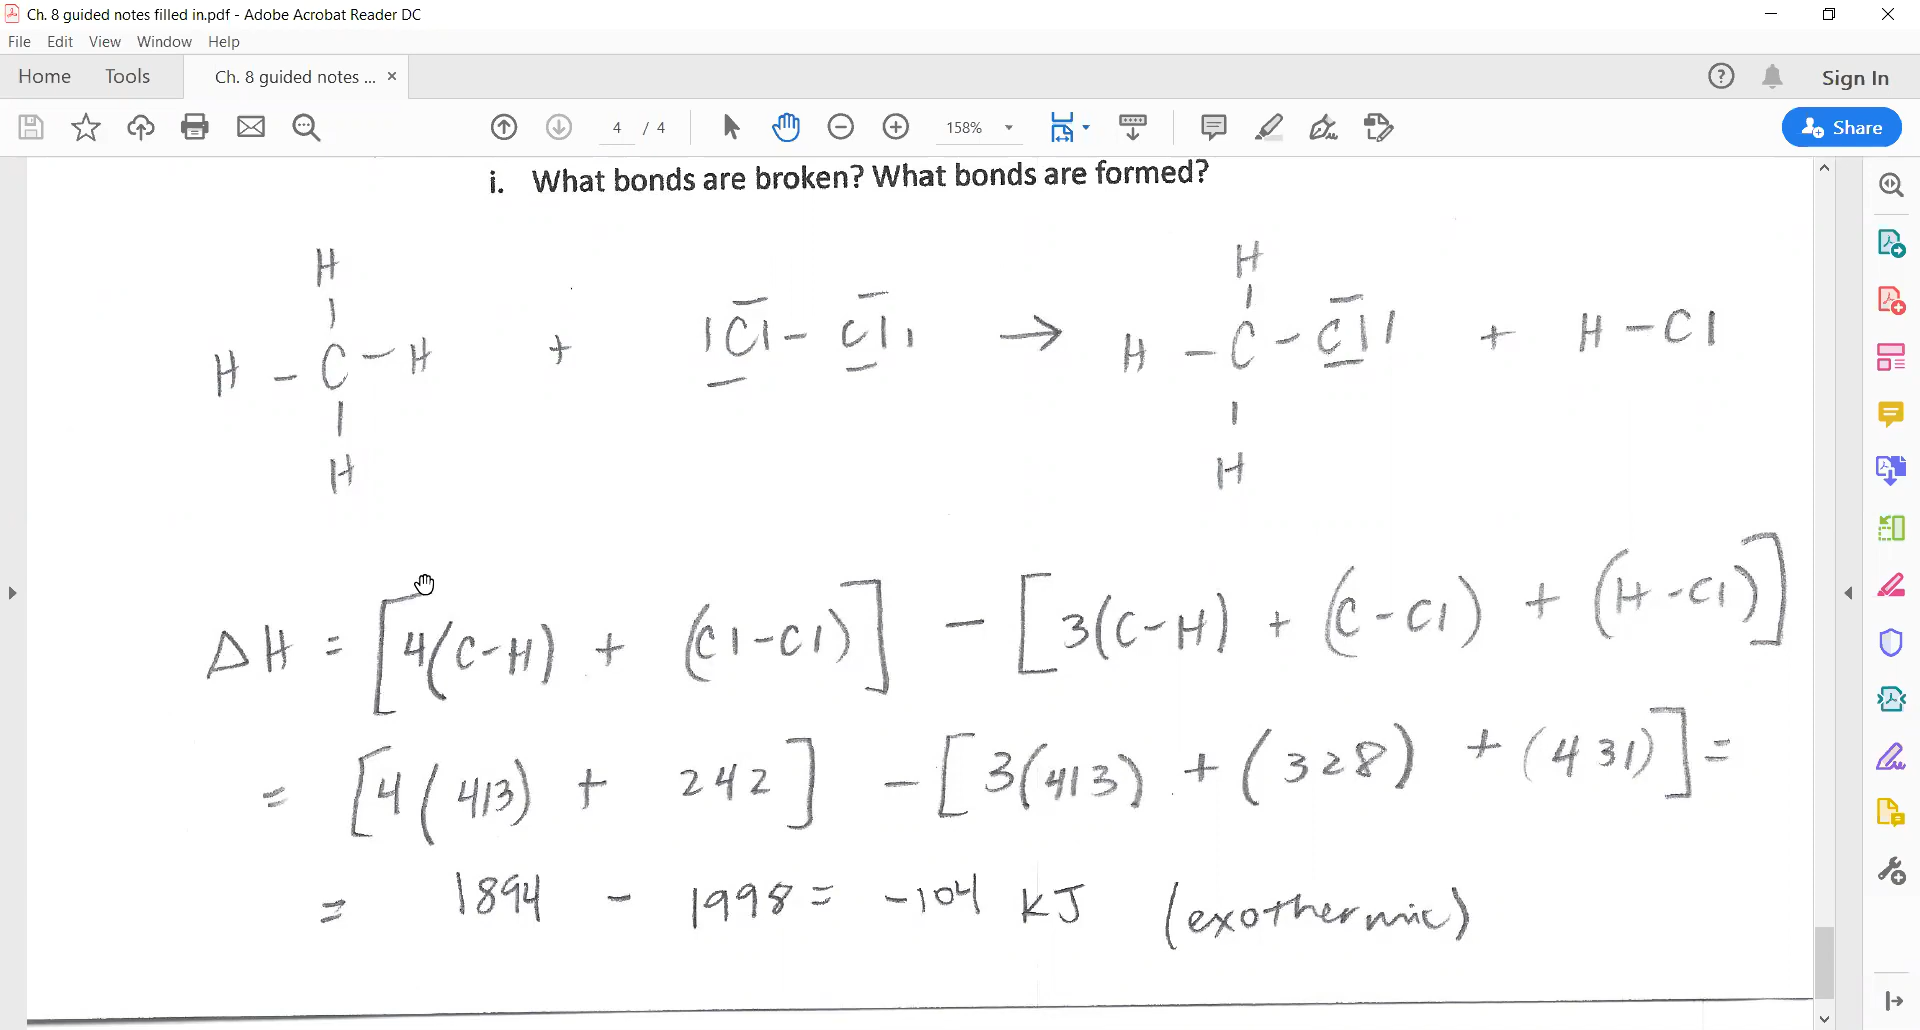 Ch. 8 guided notes filled in.pdf - Adobe Acrobat Reader DC
File Edit View Window Help
Home Tools Ch. 8 guided notes ... × Sign In
4 / 4 158% Share
i. What bonds are broken? What bonds are formed?
H H
H - C - H + |Cl - Cl| → H - C - Cl| + H - Cl
H H
ΔH = [4(C-H) + (Cl-Cl)] - [3(C-H) + (C-Cl) + (H-Cl)]
= [4(413) + 242] - [3(413) + (328) + (431)] =
= 1894 - 1998 = -104 kJ (exothermic)